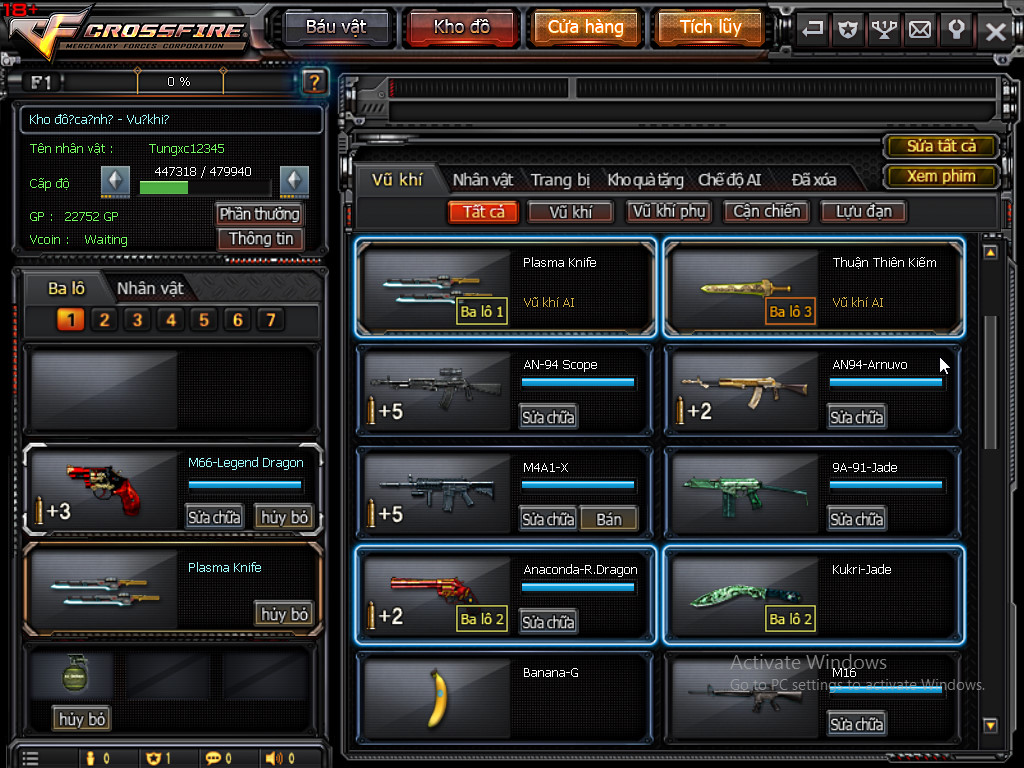 18+
CROSSFIRE
MERCENARY FORCES CORPORATION
Báu vật
Kho đồ
Cửa hàng
Tích lũy
F1
0 %
?
Kho đô?ca?nh? - Vu?khi?
Tên nhân vật : Tungxc12345
Cấp độ
447318 / 479940
GP : 22752 GP
Phần thưởng
Vcoin : Waiting
Thông tin
Sửa tất cả
Xem phim
Vũ khí
Nhân vật
Trang bị
Kho quà tặng
Chế độ AI
Đã xóa
Tất cả
Vũ khí
Vũ khí phụ
Cận chiến
Lựu đạn
Ba lô
Nhân vật
1 2 3 4 5 6 7
M66-Legend Dragon
+3
Sửa chữa
hủy bỏ
Plasma Knife
hủy bỏ
hủy bỏ
0
1
0
0
Plasma Knife
Vũ khí AI
Ba lô 1
Thuận Thiên Kiếm
Vũ khí AI
Ba lô 3
AN-94 Scope
+5
Sửa chữa
AN94-Arnuvo
+2
Sửa chữa
M4A1-X
+5
Sửa chữa
Bán
9A-91-Jade
Sửa chữa
Anaconda-R.Dragon
+2
Ba lô 2
Sửa chữa
Kukri-Jade
Ba lô 2
Banana-G
M16
Sửa chữa
Activate Windows
Go to PC settings to activate Windows.